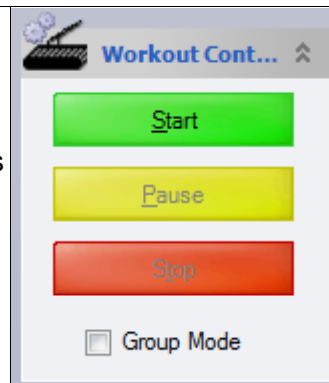 Workout Cont...
Start
s
Pause
Stop
Group Mode